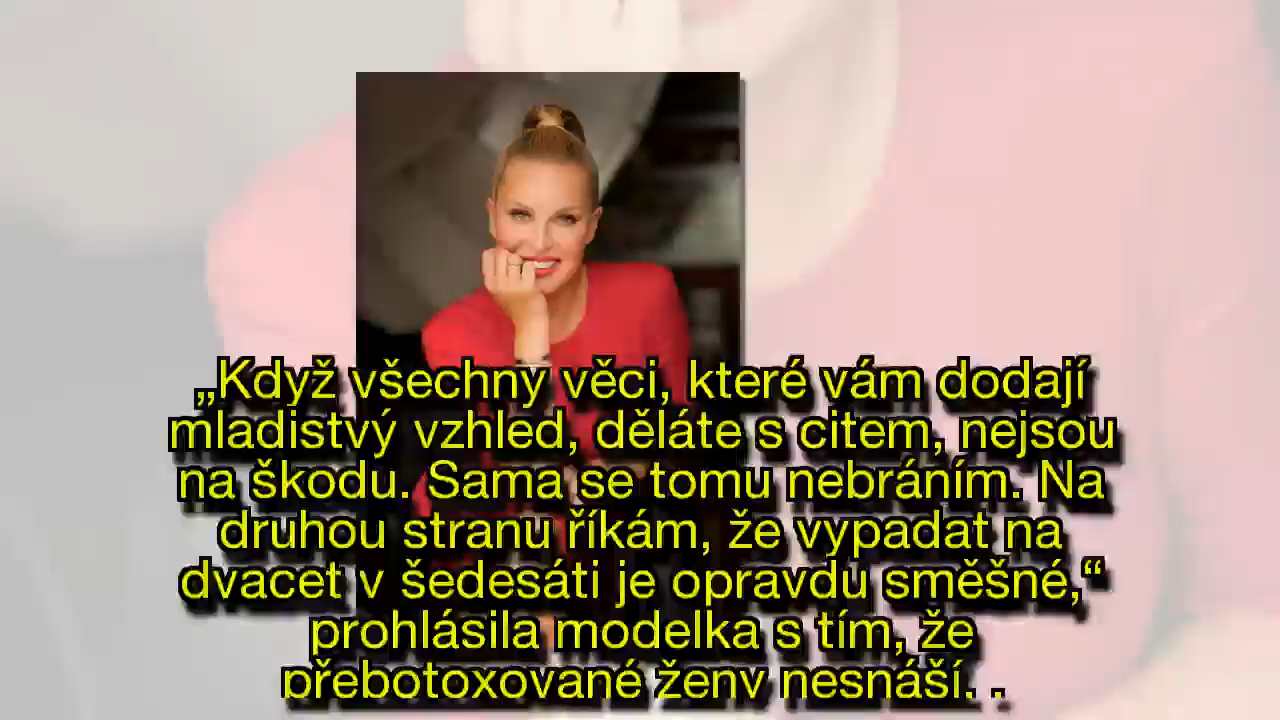 „Když všechny věci, které vám dodají
mladistvý vzhled, děláte s citem, nejsou
na škodu. Sama se tomu nebráním. Na
druhou stranu říkám, že vypadat na
dvacet v šedesáti je opravdu směšné,“
prohlásila modelka s tím, že
přebotoxované ženy nesnáší. .